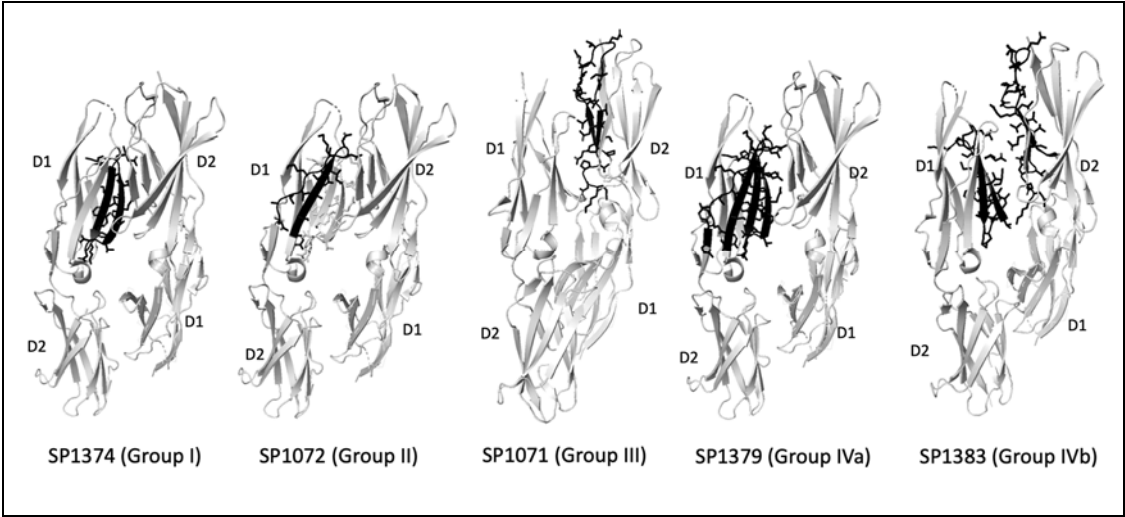 D1 D2 D1 D2 D1 D2 D1 D2 D1 D2
D2 D1 D2 D1 D2 D1 D2 D1 D2 D1
SP1374 (Group I) SP1072 (Group II) SP1071 (Group III) SP1379 (Group IVa) SP1383 (Group IVb)